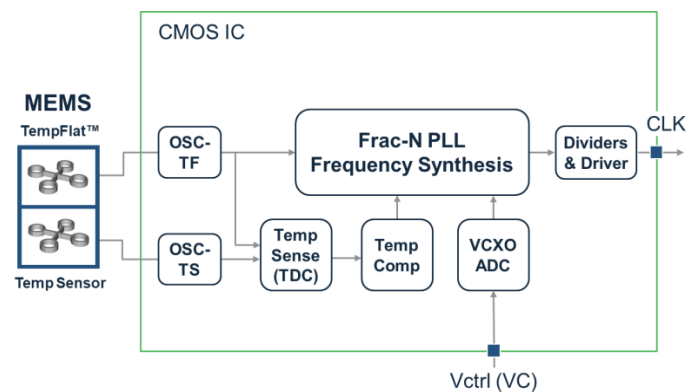 CMOS IC
MEMS
TempFlat™
OSC-
TF
Frac-N PLL
Frequency Synthesis
Dividers
& Driver
CLK
OSC-
TS
Temp
Sense
(TDC)
Temp
Comp
VCXO
ADC
Temp Sensor
Vctrl (VC)